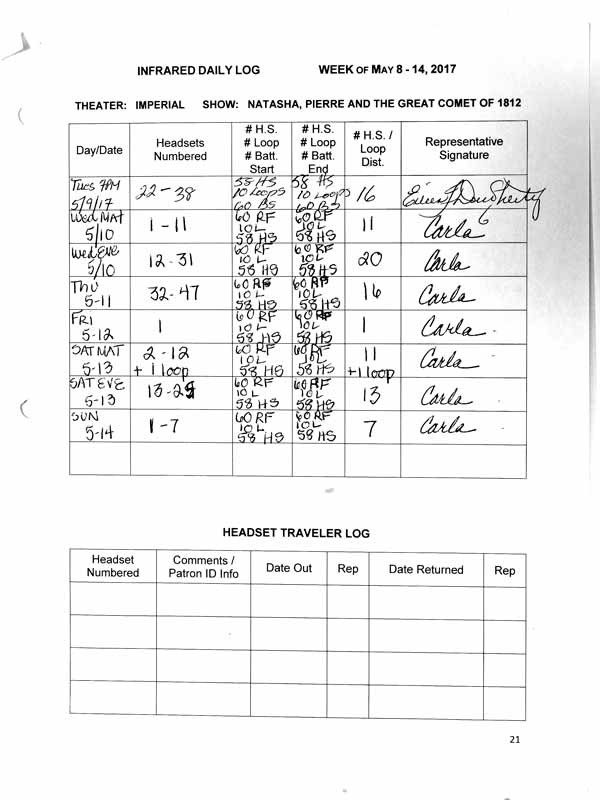 INFRARED DAILY LOG WEEK OF MAY 8 - 14, 2017
THEATER: IMPERIAL SHOW: NATASHA, PIERRE AND THE GREAT COMET OF 1812
Day/Date Headsets Numbered # H.S. # Loop # Batt. Start # H.S. # Loop # Batt. End # H.S. / Loop Dist. Representative Signature
Tues 7PM 5/9/17 22-38 58 HS 10 Loops 60 Bs 58 HS 10 Loops 60 Bs 16
Wed MAT 5/10 1-11 60 RF 10L 58 HS 60 RF 10L 58 HS 11 Carla
Wed EVE 5/10 12-31 60 RF 10L 58 HS 60 RF 10L 58 HS 20 Carla
Thu 5-11 32-47 60 RF 10L 58 HS 60 RF 10L 58 HS 16 Carla
FRI 5-12 1 60 RF 10L 58 HS 60 RF 10L 58 HS 1 Carla
SAT MAT 5-13 2-12 + 1 loop 60 RF 10L 58 HS 60 RF 10L 58 HS 11 +1 loop Carla
SAT EVE 5-13 13-25 60 RF 10L 58 HS 60 RF 10L 58 HS 13 Carla
SUN 5-14 1-7 60 RF 10L 58 HS 60 RF 10L 58 HS 7 Carla
HEADSET TRAVELER LOG
Headset Numbered Comments / Patron ID Info Date Out Rep Date Returned Rep
21